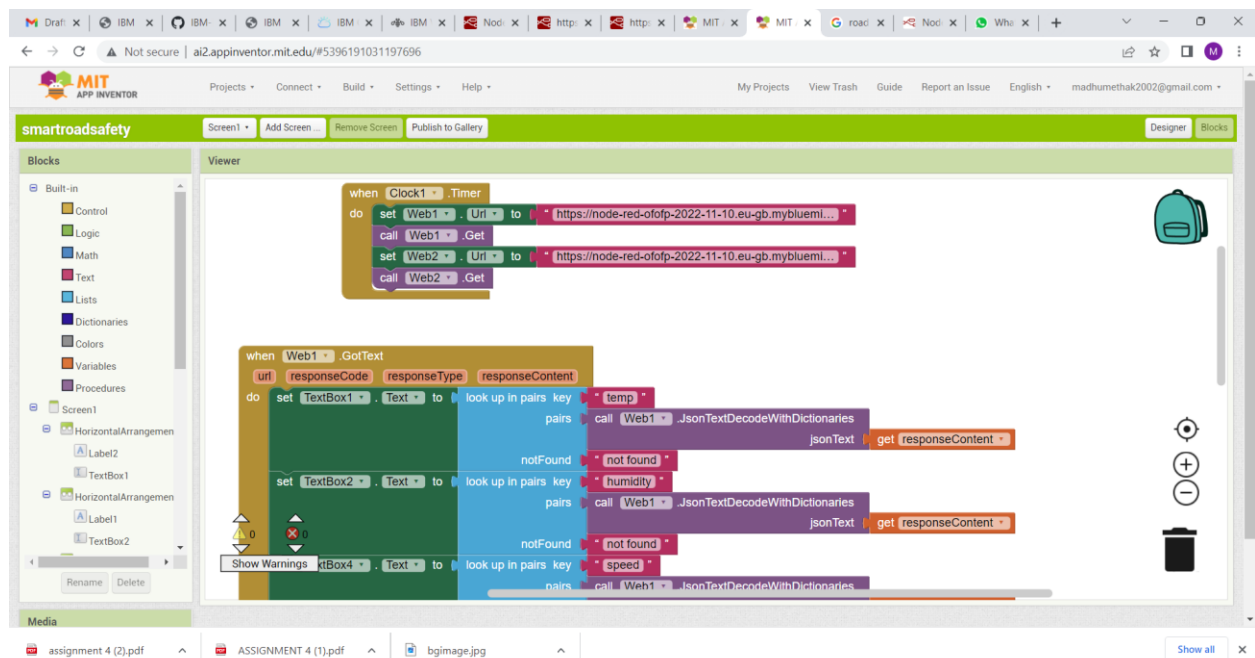 Draft IBM IBM- IBM IBM IBM Node https http: MIT MIT road Node Wha
Not secure ai2.appinventor.mit.edu/#5396191031197696
M
MIT
APP INVENTOR
Projects Connect Build Settings Help My Projects View Trash Guide Report an Issue English madhumethak2002@gmail.com
smartroadsafety Screen1 Add Screen ... Remove Screen Publish to Gallery Designer Blocks
Blocks Viewer
Built-in
Control
Logic
Math
Text
Lists
Dictionaries
Colors
Variables
Procedures
Screen1
HorizontalArrangemen
Label2
TextBox1
HorizontalArrangemen
Label1
TextBox2
Rename Delete
Media
when Clock1 .Timer
do set Web1 . Url to " https://node-red-ofofp-2022-11-10.eu-gb.mybluemi... "
call Web1 .Get
set Web2 . Url to " https://node-red-ofofp-2022-11-10.eu-gb.mybluemi... "
call Web2 .Get
when Web1 .GotText
url responseCode responseType responseContent
do set TextBox1 . Text to look up in pairs key " temp "
pairs call Web1 .JsonTextDecodeWithDictionaries
jsonText get responseContent
notFound " not found "
set TextBox2 . Text to look up in pairs key " humidity "
pairs call Web1 .JsonTextDecodeWithDictionaries
jsonText get responseContent
notFound " not found "
xtBox4 . Text to look up in pairs key " speed "
pairs call Web1 .JsonTextDecodeWithDictionaries
0 0
Show Warnings
assignment 4 (2).pdf ASSIGNMENT 4 (1).pdf bgimage.jpg Show all